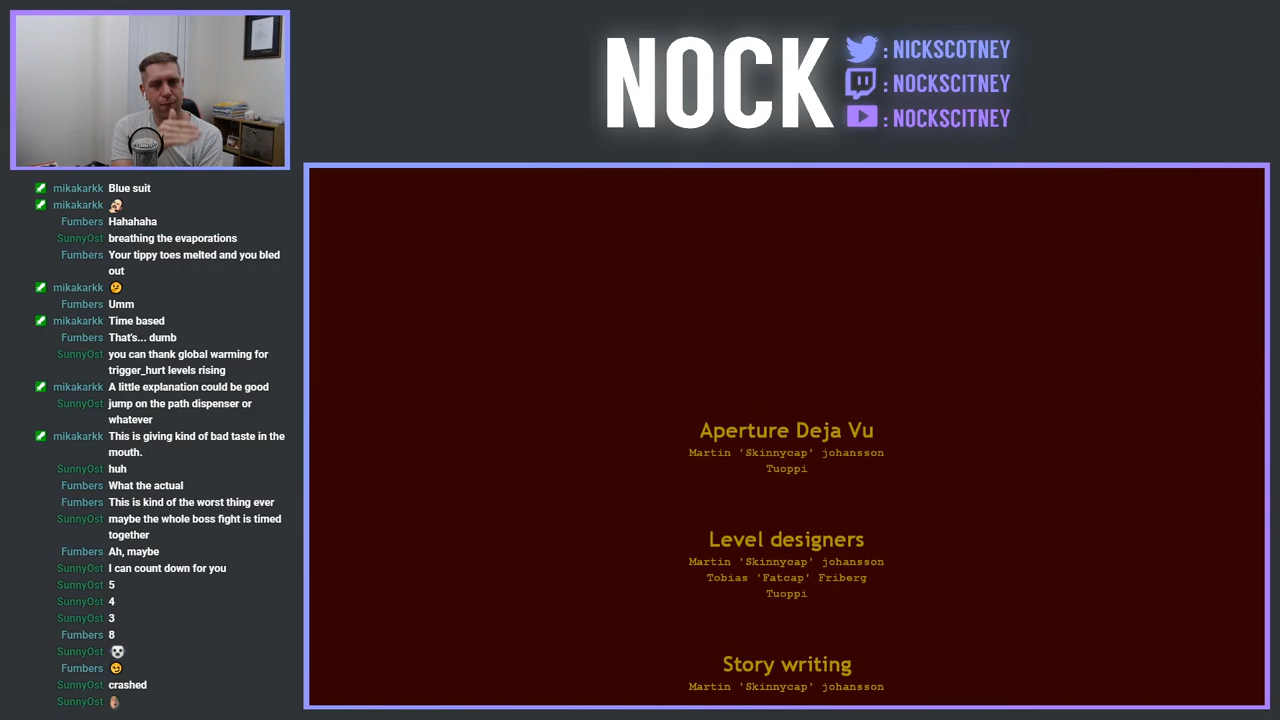 NOCK
: NICKSCOTNEY
: NOCKSCITNEY
: NOCKSCITNEY
mikakarkk Blue suit
mikakarkk
Fumbers Hahahaha
SunnyOst breathing the evaporations
Fumbers Your tippy toes melted and you bled
out
mikakarkk
Fumbers Umm
mikakarkk Time based
Fumbers That's... dumb
SunnyOst you can thank global warming for
trigger_hurt levels rising
mikakarkk A little explanation could be good
SunnyOst jump on the path dispenser or
whatever
mikakarkk This is giving kind of bad taste in the
mouth.
SunnyOst huh
Fumbers What the actual
Fumbers This is kind of the worst thing ever
SunnyOst maybe the whole boss fight is timed
together
Fumbers Ah, maybe
SunnyOst I can count down for you
SunnyOst 5
SunnyOst 4
SunnyOst 3
Fumbers 8
SunnyOst
Fumbers
SunnyOst crashed
SunnyOst
Aperture Deja Vu
Martin 'Skinnycap' johansson
Tuoppi
Level designers
Martin 'Skinnycap' johansson
Tobias 'Fatcap' Friberg
Tuoppi
Story writing
Martin 'Skinnycap' johansson